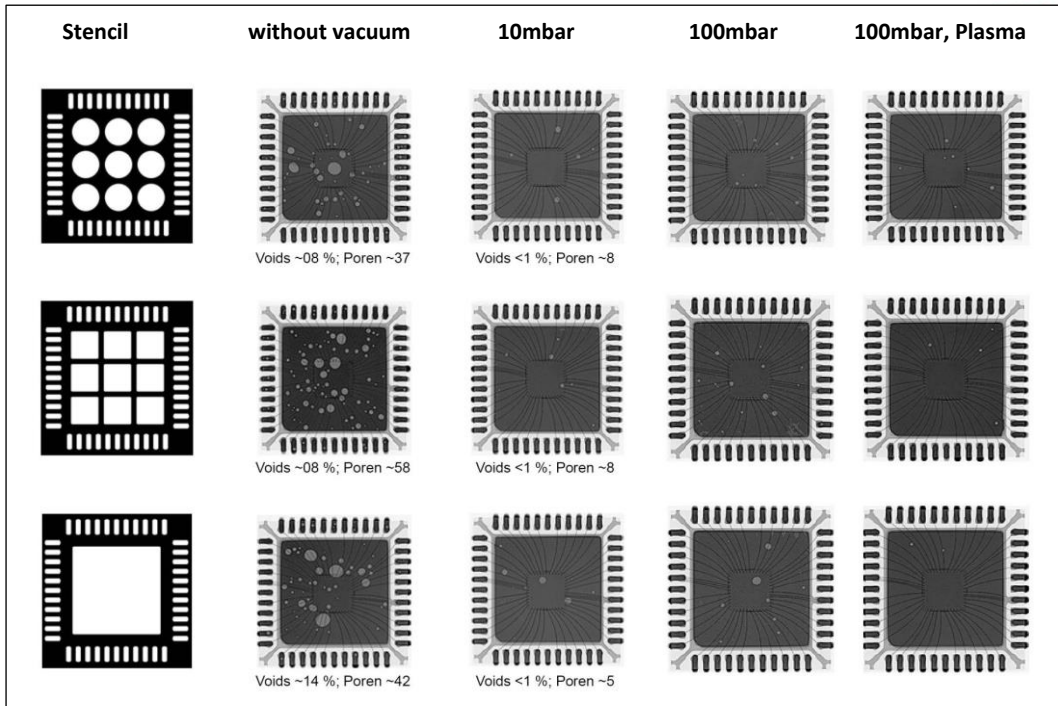 Stencil
without vacuum
10mbar
100mbar
100mbar, Plasma
Voids ~08 %; Poren ~37
Voids <1 %; Poren ~8
Voids ~08 %; Poren ~58
Voids <1 %; Poren ~8
Voids ~14 %; Poren ~42
Voids <1 %; Poren ~5